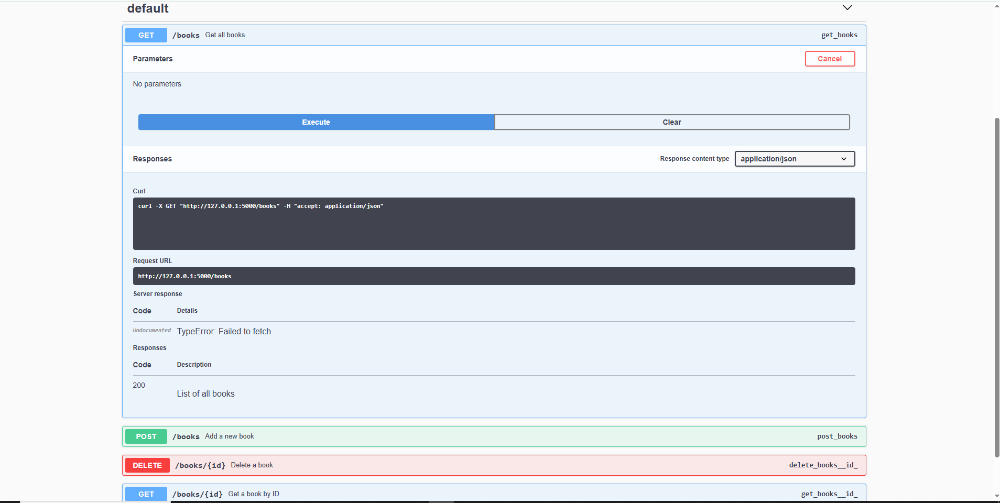 default
GET /books Get all books get_books
Parameters Cancel
No parameters
Execute Clear
Responses Response content type application/json
Curl
curl -X GET "http://127.0.0.1:5000/books" -H "accept: application/json"
Request URL
http://127.0.0.1:5000/books
Server response
Code Details
Undocumented TypeError: Failed to fetch
Responses
Code Description
200
List of all books
POST /books Add a new book post_books
DELETE /books/{id} Delete a book delete_books__id_
GET /books/{id} Get a book by ID get_books__id_